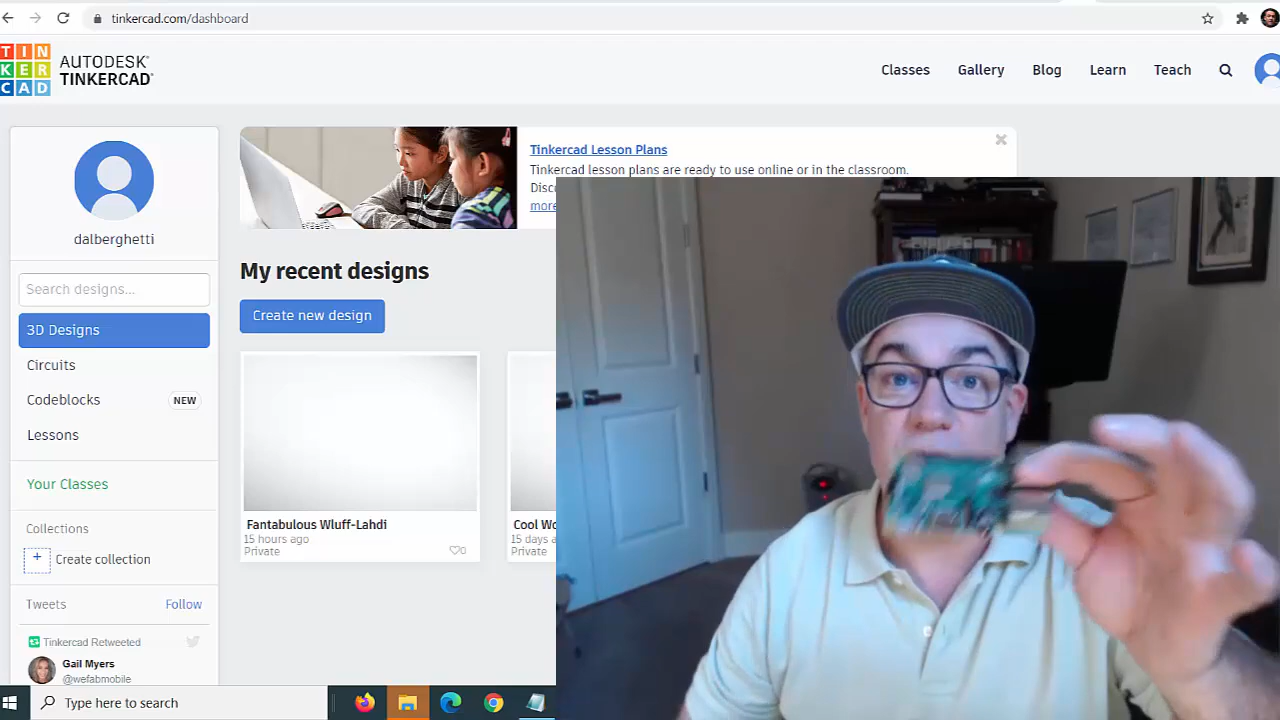 tinkercad.com/dashboard
TIN
KER
CAD
AUTODESK
TINKERCAD
Classes
Gallery
Blog
Learn
Teach
dalberghetti
Search designs...
3D Designs
Circuits
Codeblocks
NEW
Lessons
Your Classes
Collections
+ Create collection
Tweets
Follow
Tinkercad Retweeted
Gail Myers
@wefabmobile
Tinkercad Lesson Plans
Tinkercad lesson plans are ready to use online or in the classroom.
more
My recent designs
Create new design
Fantabulous Wluff-Lahdi
15 hours ago
Private
0
15 days a
Private
Type here to search